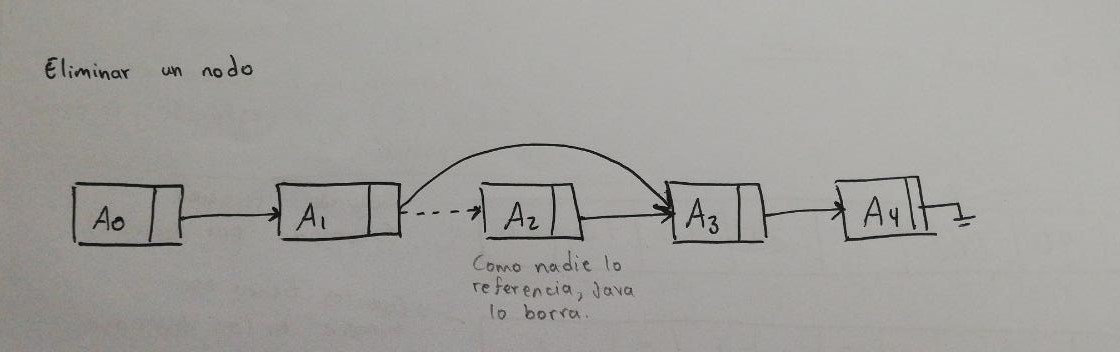 Eliminar un nodo
A0 A1 A2 A3 A4
Como nadie lo
referencia, Java
lo borra.